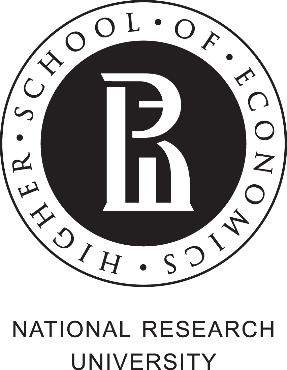 HIGHER · SCHOOL · OF · ECONOMICS ·
NATIONAL RESEARCH
UNIVERSITY